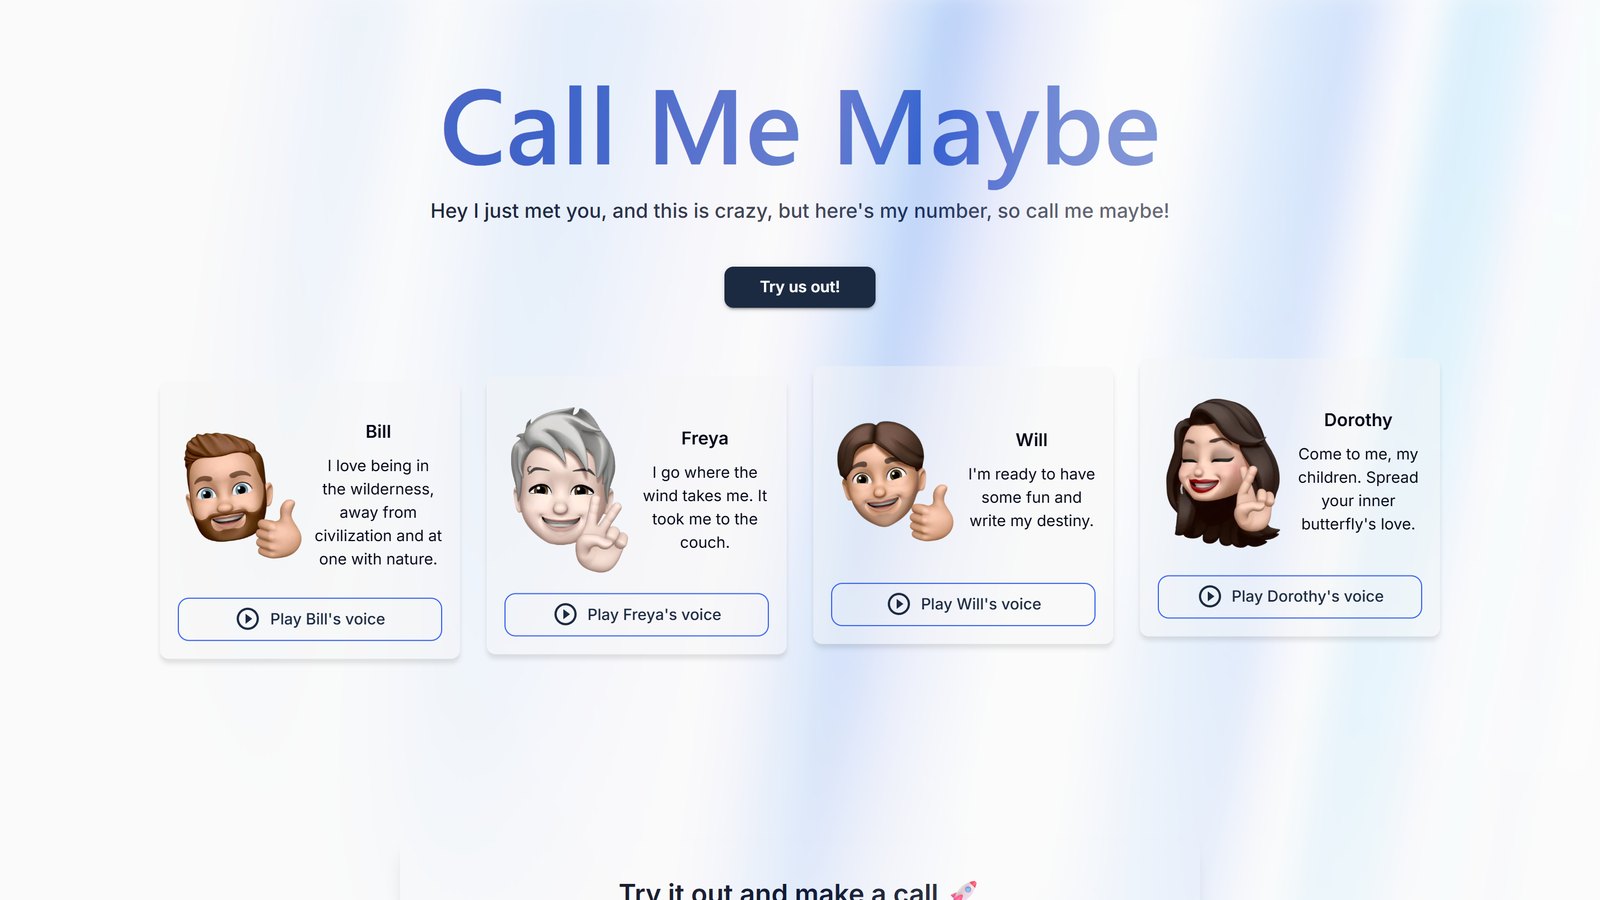 Call Me Maybe
Hey I just met you, and this is crazy, but here's my number, so call me maybe!
Try us out!
Bill
I love being in
the wilderness,
away from
civilization and at
one with nature.
Play Bill's voice
Freya
I go where the
wind takes me. It
took me to the
couch.
Play Freya's voice
Will
I'm ready to have
some fun and
write my destiny.
Play Will's voice
Dorothy
Come to me, my
children. Spread
your inner
butterfly's love.
Play Dorothy's voice
Try it out and make a call 🚀